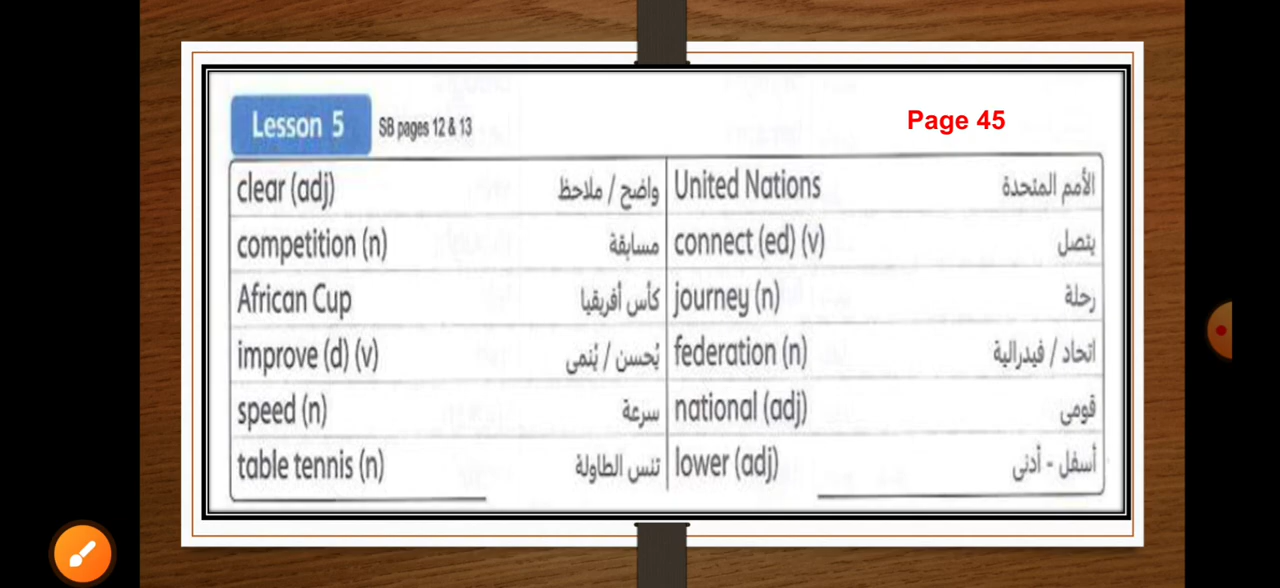 Lesson 5 SB pages 12 & 13 Page 45
clear (adj) واضح / ملاحظ United Nations الأمم المتحدة
competition (n) مسابقة connect (ed) (v) يتصل
African Cup كأس أفريقيا journey (n) رحلة
improve (d) (v) يُحسن / يُنمى federation (n) اتحاد / فيدرالية
speed (n) سرعة national (adj) قومى
table tennis (n) تنس الطاولة lower (adj) أسفل - أدنى